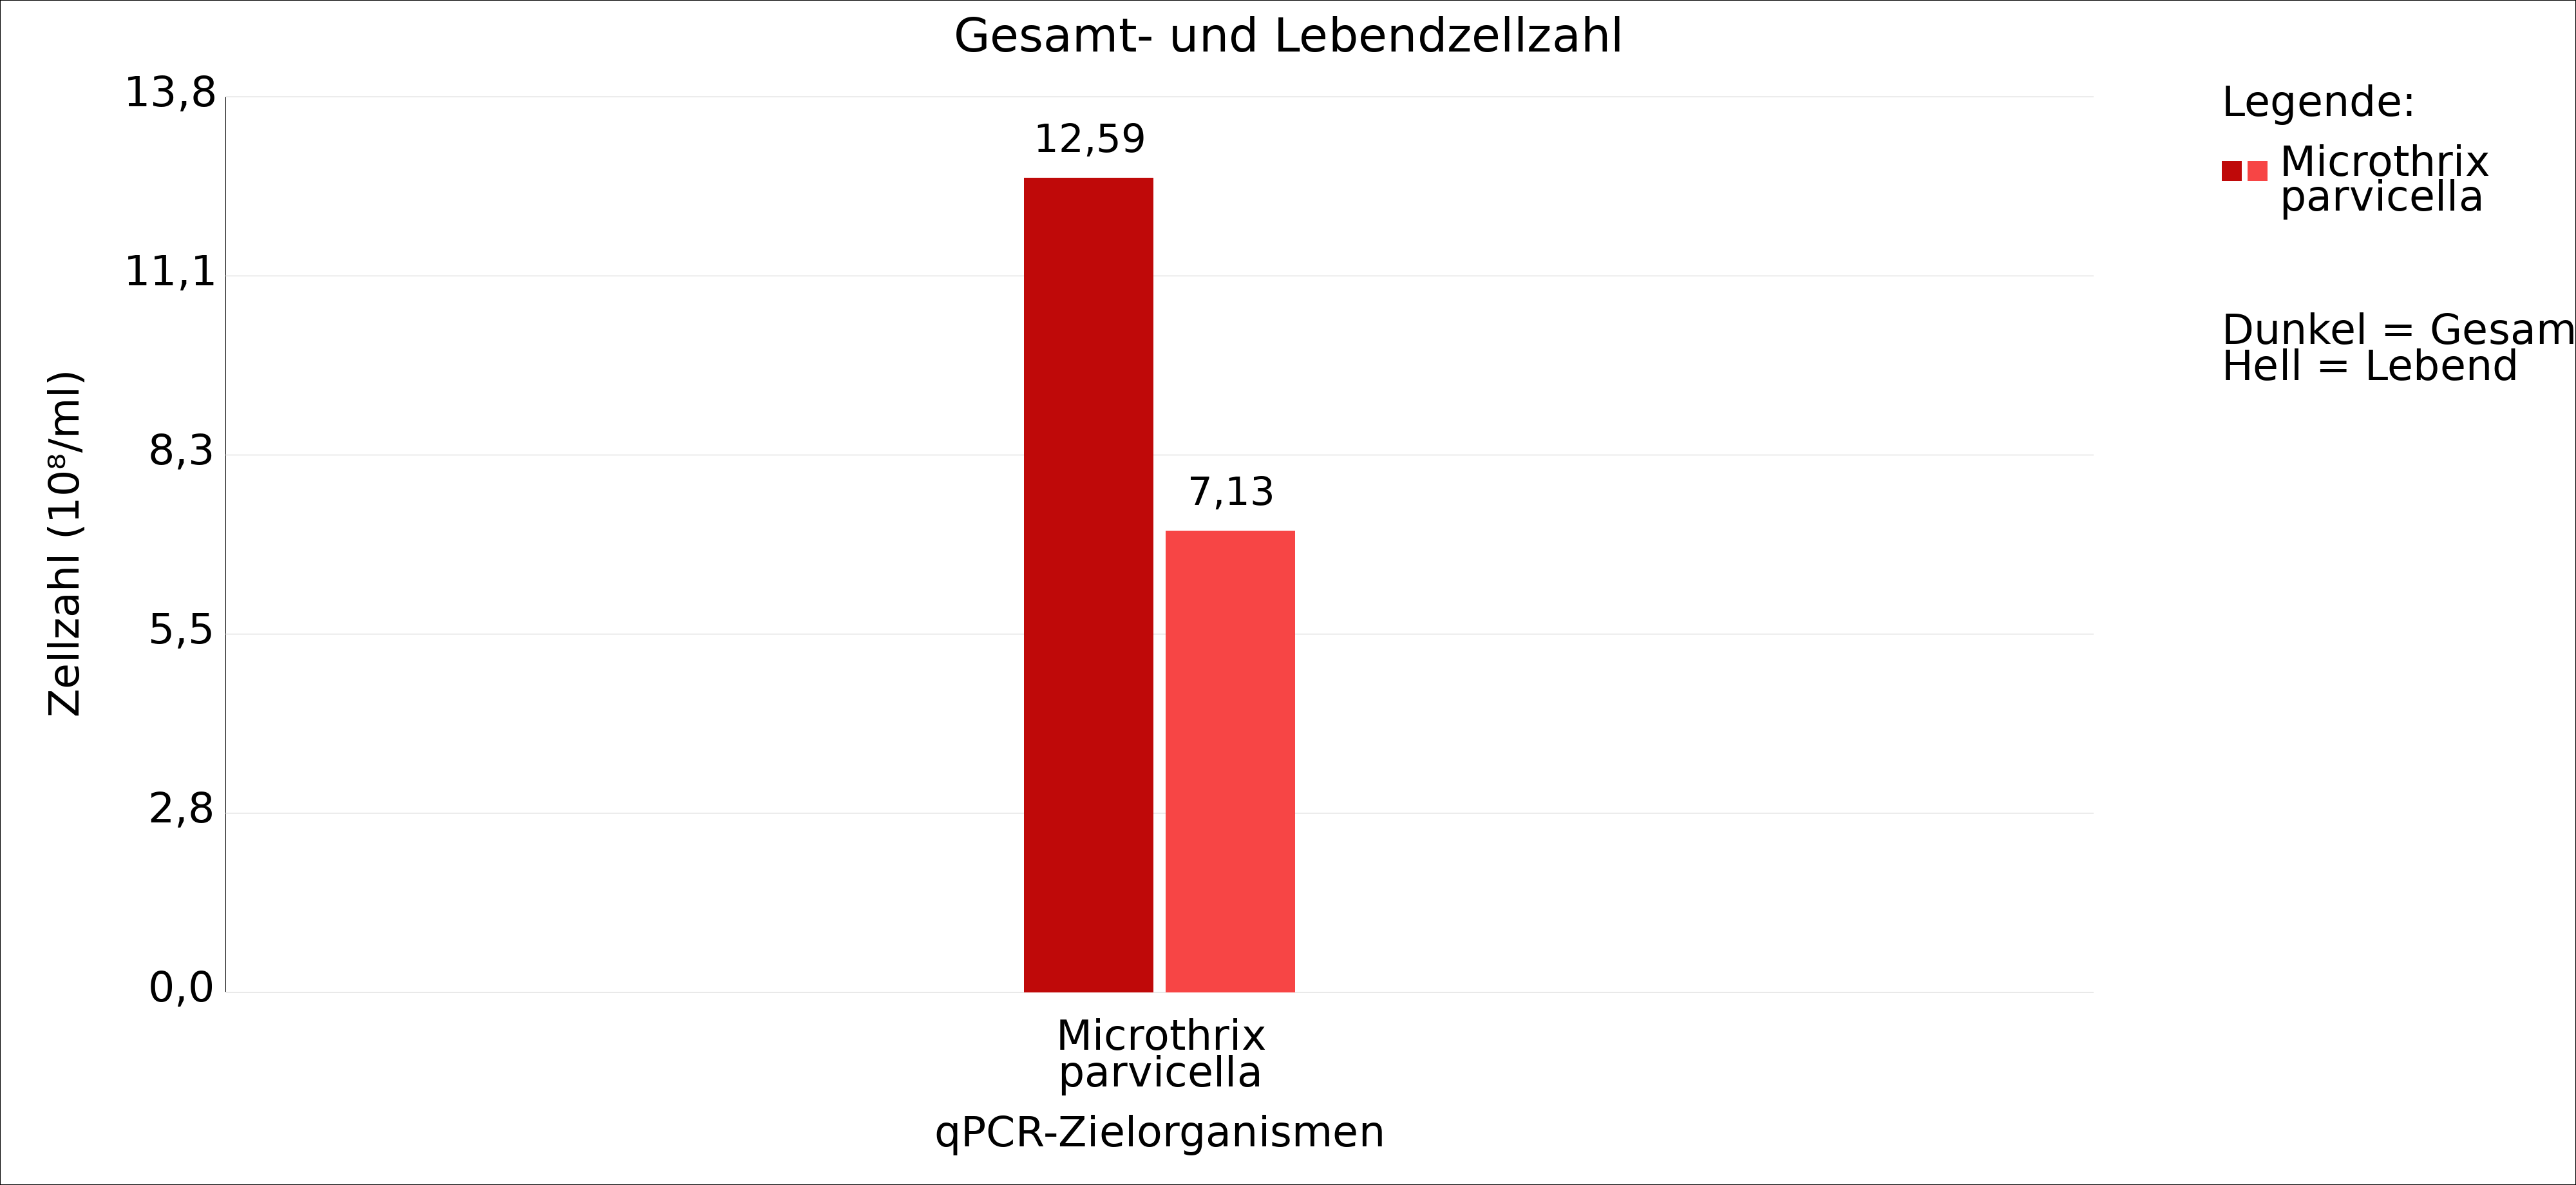 Gesamt- und Lebendzellzahl
13,8
11,1
8,3
5,5
2,8
0,0
Zellzahl (10⁸/ml)
12,59
7,13
Microthrix
parvicella
qPCR-Zielorganismen
Legende:
Microthrix
parvicella
Dunkel = Gesam
Hell = Lebend